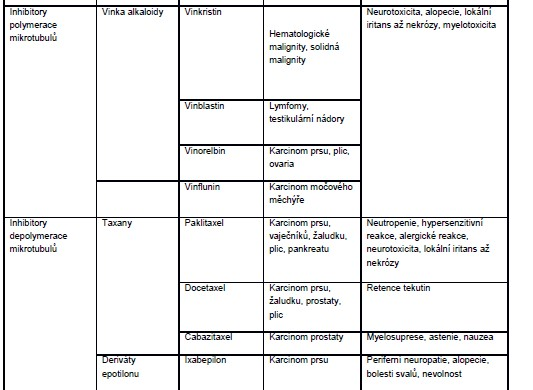 Inhibitory
polymerace
mikrotubulů
Vinka alkaloidy
Vinkristin
Hematologické
malignity, solidná
malignity
Neurotoxicita, alopecie, lokální
iritans až nekrózy, myelotoxicita
Vinblastin
Lymfomy,
testikulární nádory
Vinorelbin
Karcinom prsu, plic,
ovaria
Vinflunin
Karcinom močového
měchýře
Inhibitory
depolymerace
mikrotubulů
Taxany
Paklitaxel
Karcinom prsu,
vaječníků, žaludku,
plic, pankreatu
Neutropenie, hypersenzitivní
reakce, alergické reakce,
neurotoxicita, lokální iritans až
nekrózy
Docetaxel
Karcinom prsu,
žaludku, prostaty,
plic
Retence tekutin
Cabazitaxel
Karcinom prostaty
Myelosuprese, astenie, nauzea
Deriváty
epotilonu
Ixabepilon
Karcinom prsu
Periferní neuropatie, alopecie,
bolesti svalů, nevolnost